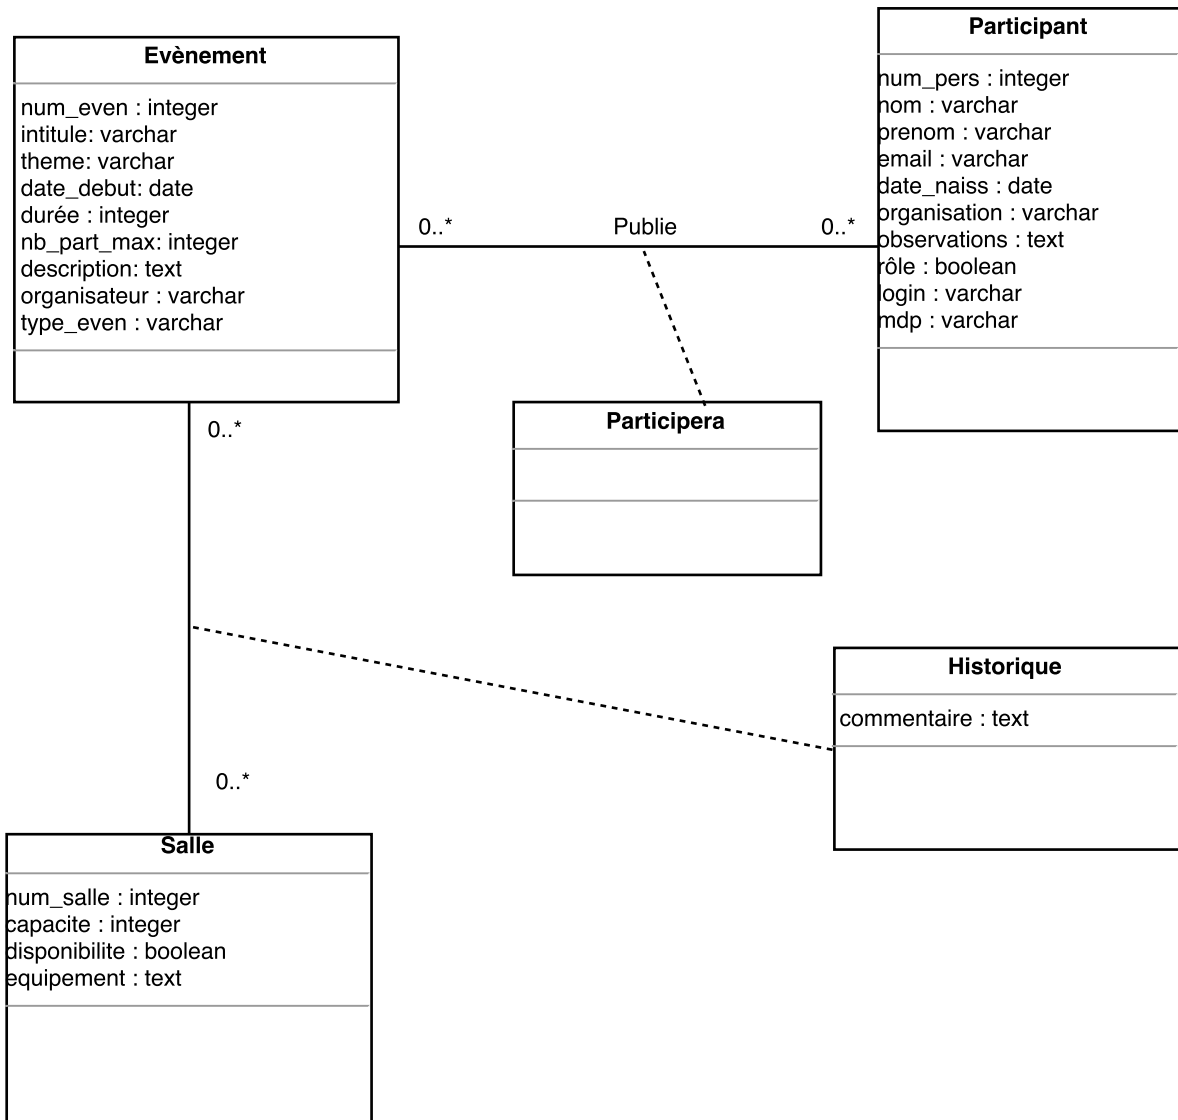 Evènement
num_even : integer
intitule: varchar
theme: varchar
date_debut: date
durée : integer
nb_part_max: integer
description: text
organisateur : varchar
type_even : varchar
Participant
num_pers : integer
nom : varchar
prenom : varchar
email : varchar
date_naiss : date
organisation : varchar
observations : text
rôle : boolean
login : varchar
mdp : varchar
0..*
Publie
0..*
Participera
0..*
0..*
Historique
commentaire : text
Salle
num_salle : integer
capacite : integer
disponibilite : boolean
equipement : text